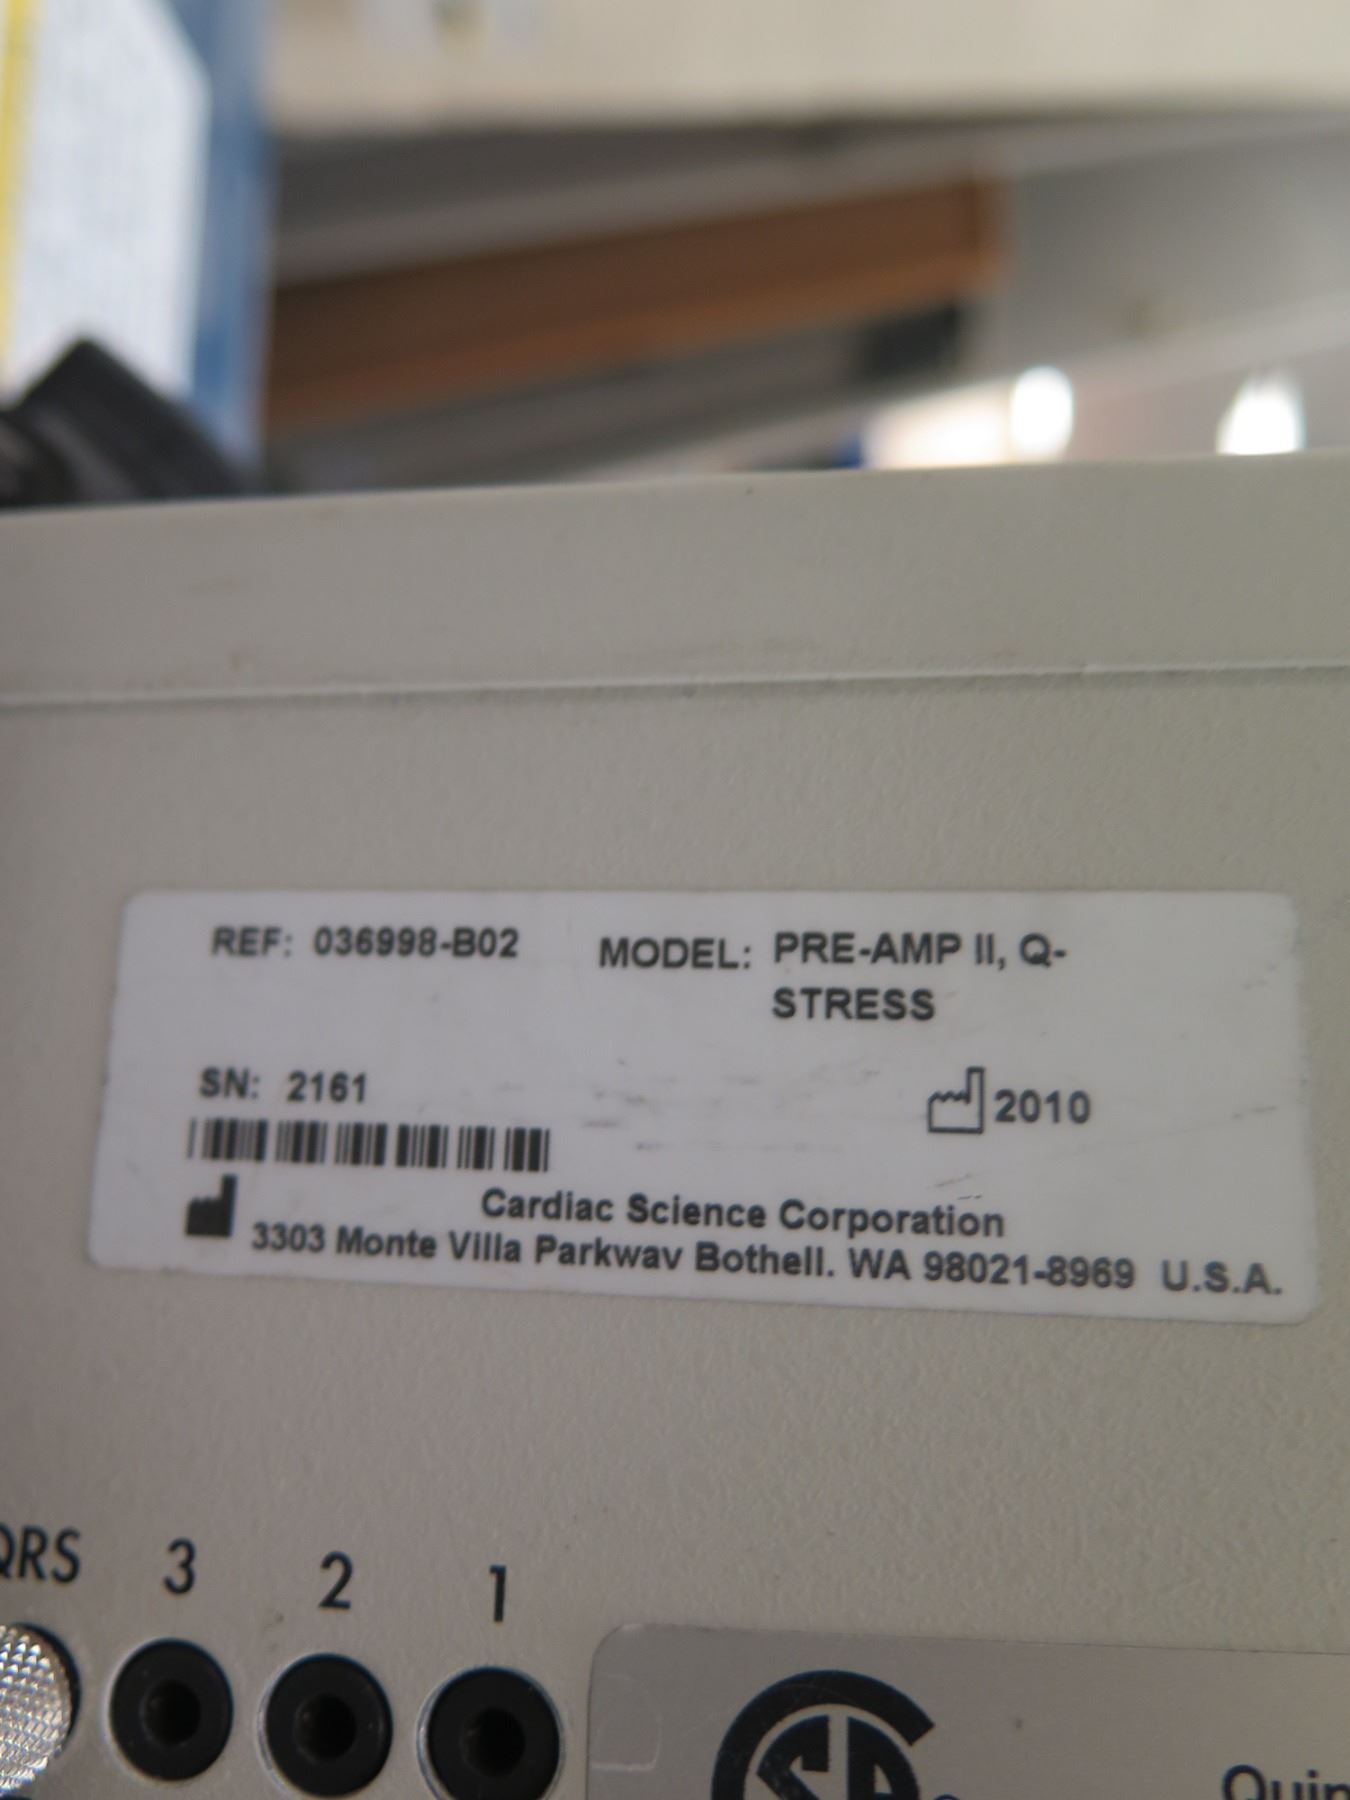 REF: 036998-B02 MODEL: PRE-AMP II, Q-
STRESS
SN: 2161
2010
Cardiac Science Corporation
3303 Monte Villa Parkway Bothell. WA 98021-8969 U.S.A.
QRS 3 2 1